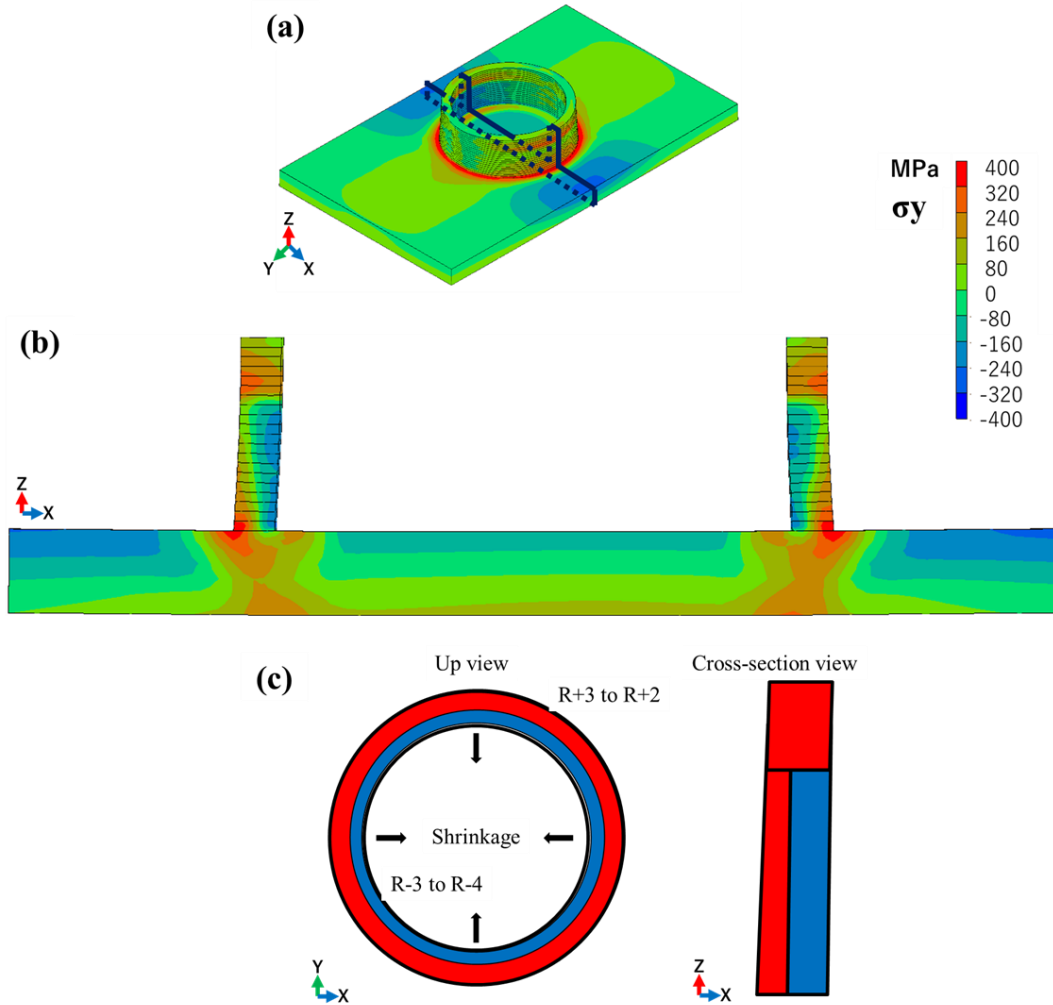 (a)
Z
Y
X
MPa
σy
400
320
240
160
80
0
-80
-160
-240
-320
-400
(b)
Z
X
(c)
Up view
Cross-section view
R+3 to R+2
Shrinkage
R-3 to R-4
Y
X
Z
X